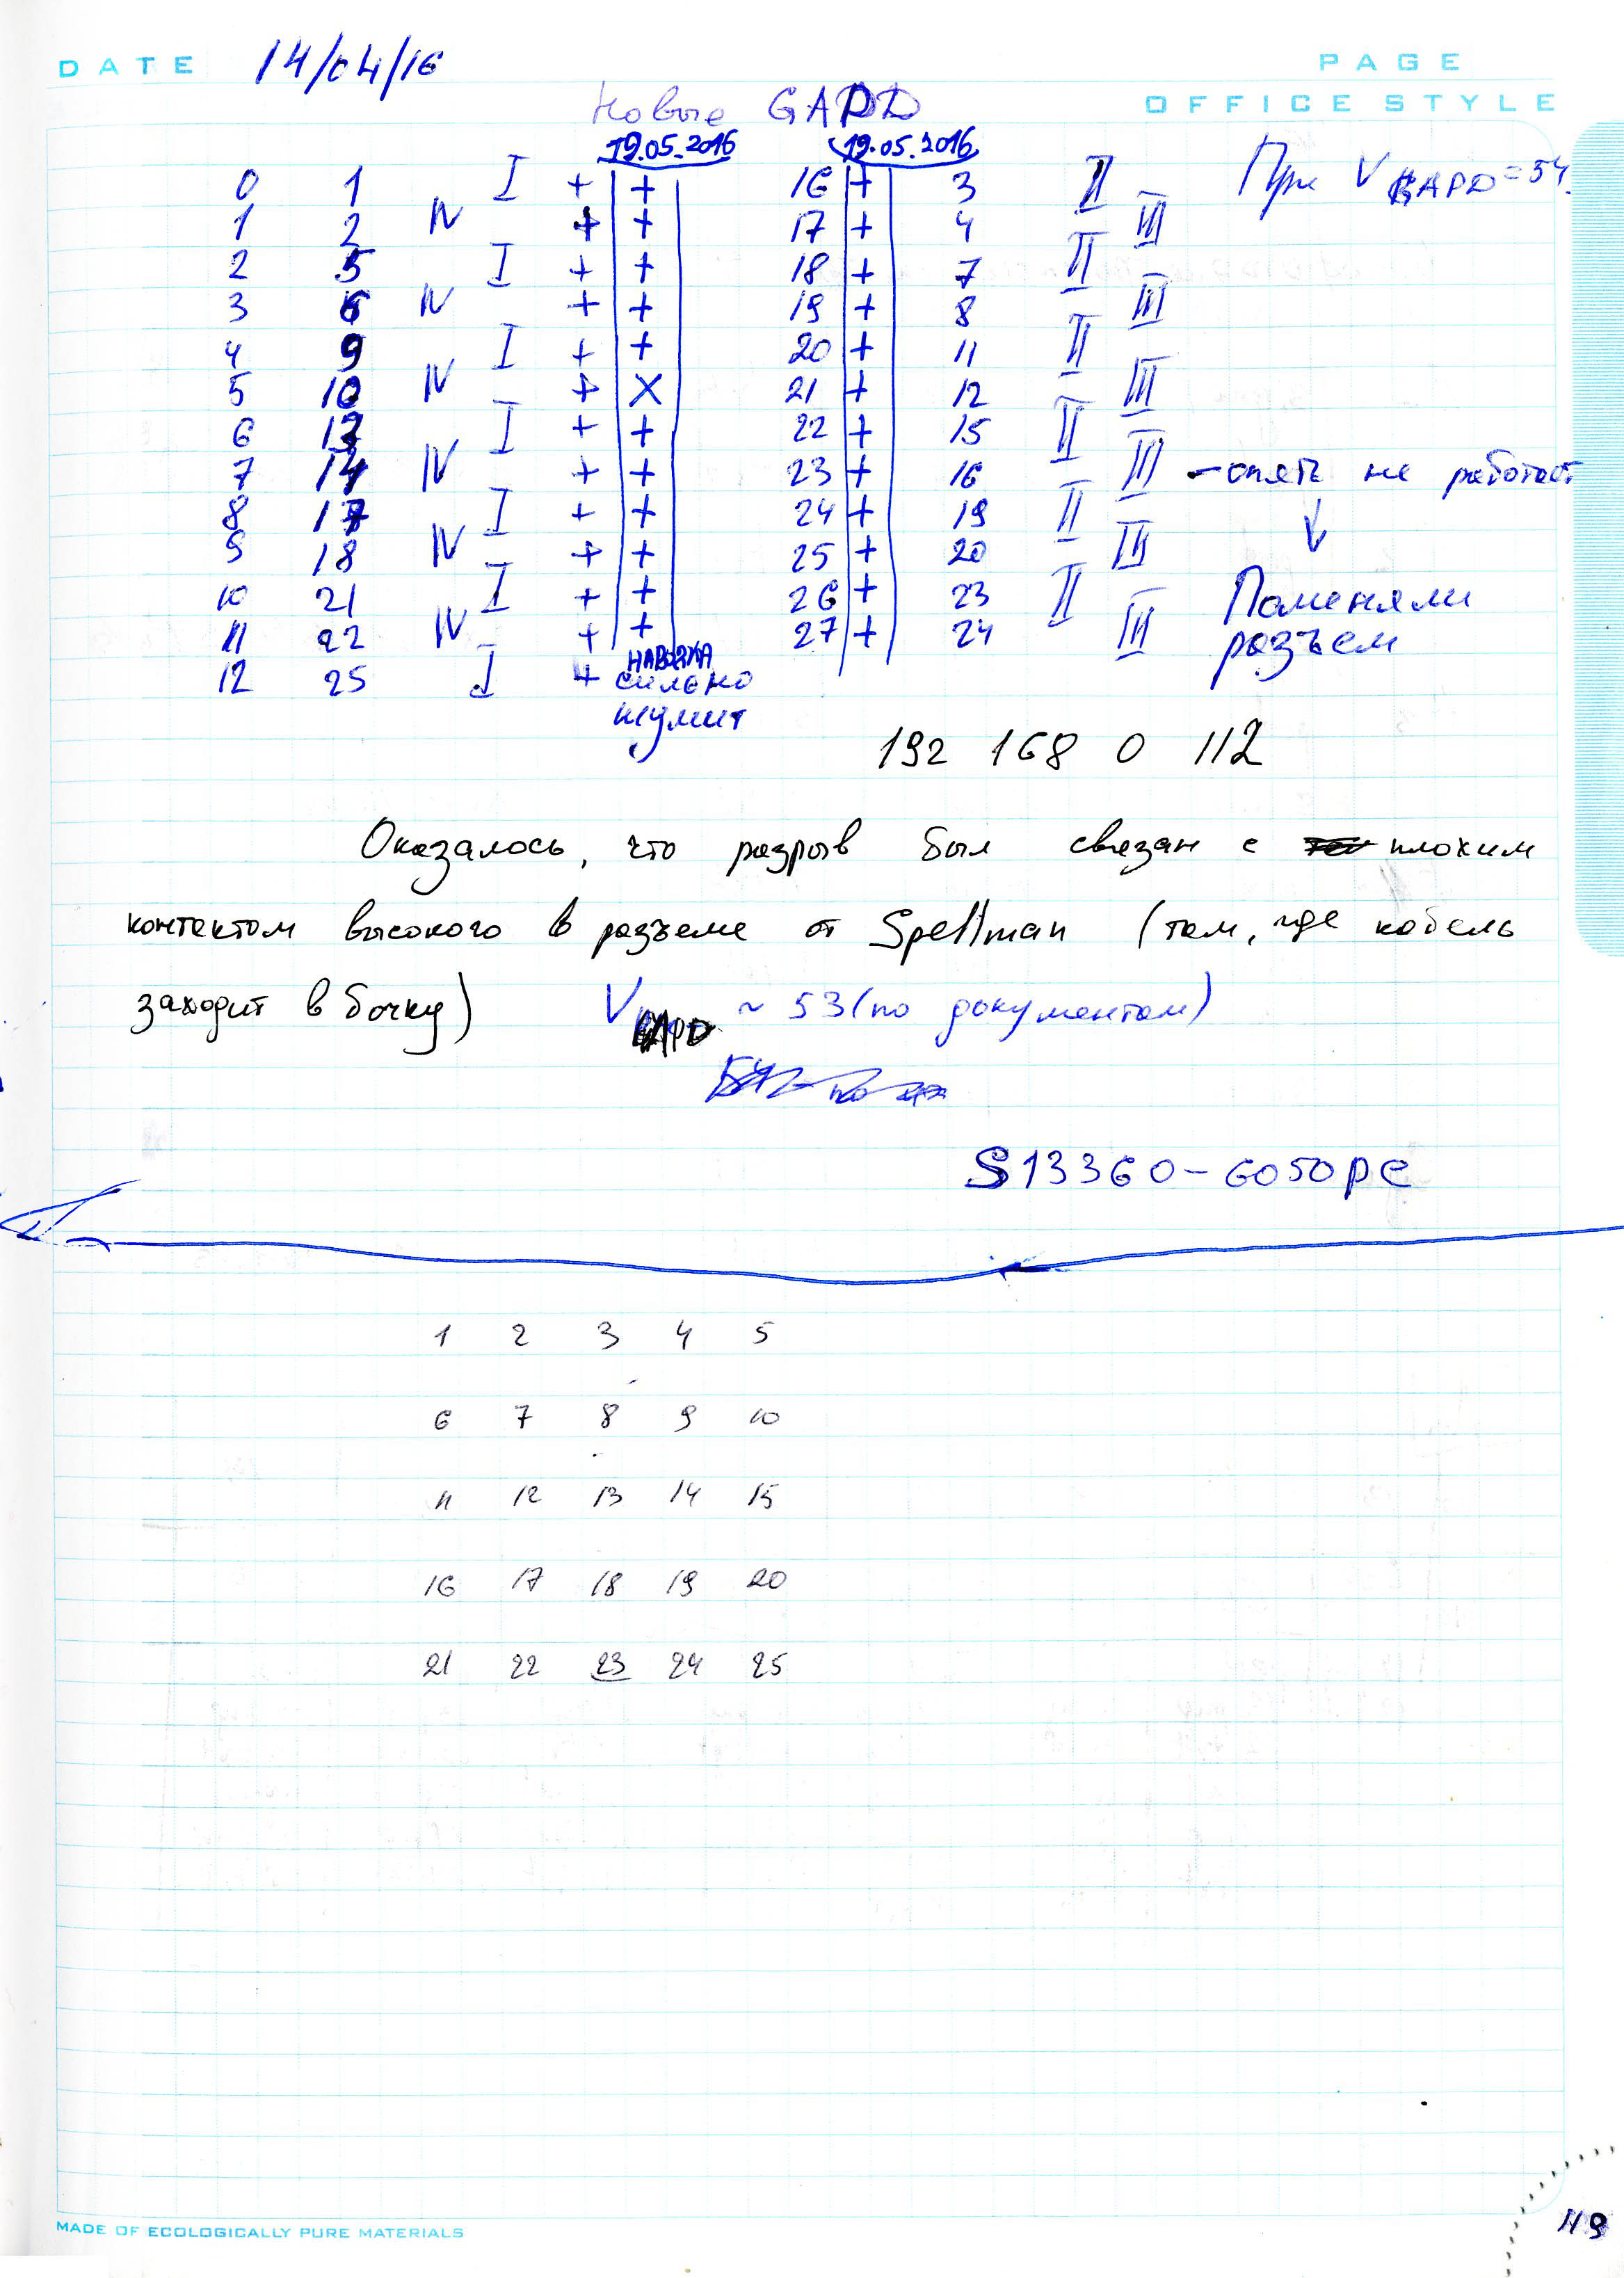 DATE 14/04/16
PAGE
OFFICE STYLE
Новые GAPD
19.05.2016 19.05.2016
0 1 I + + 16 + 3 II При V GAPD = 54.
1 2 IV + + 17 + 4 III
2 5 I + + 18 + 7 II
3 6 IV + + 19 + 8 III
4 9 I + + 20 + 11 II
5 10 IV + X 21 + 12 III
6 13 I + + 22 + 15 II
7 14 IV + + 23 + 16 III - опять не работает
8 17 I + + 24 + 19 II ↓
9 18 IV + + 25 + 20 III
10 21 I + + 26 + 23 II Поменяли
11 22 IV + + 27 + 24 III разъем
12 25 I + НАВОДКА
сильно
шумит
192 168 0 112
Оказалось, что разрыв был связан с плохим
контактом высокого в разъеме от Spellman (там, где кабель
заходит в бочку) V GAPD ~ 53 (по документам)
S13360-6050pe
1 2 3 4 5
6 7 8 9 10
11 12 13 14 15
16 17 18 19 20
21 22 23 24 25
MADE OF ECOLOGICALLY PURE MATERIALS
119